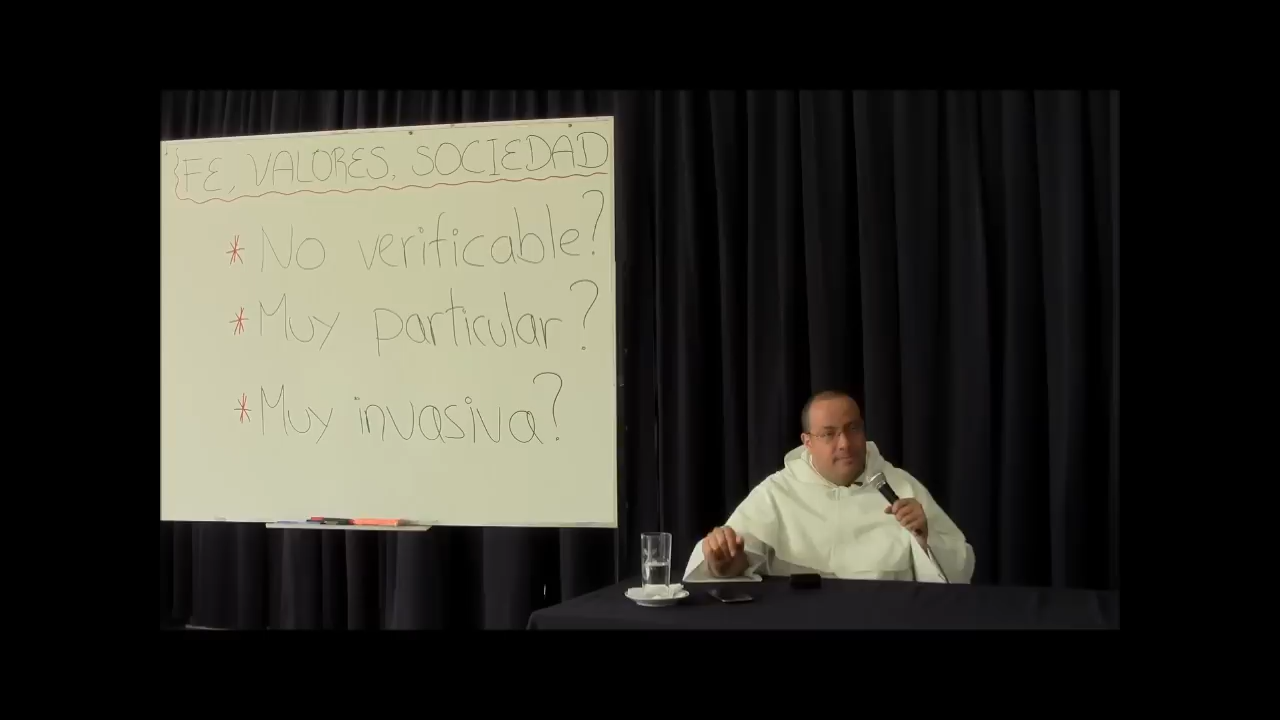 FE, VALORES, SOCIEDAD
* No verificable?
* Muy particular?
* Muy invasiva?